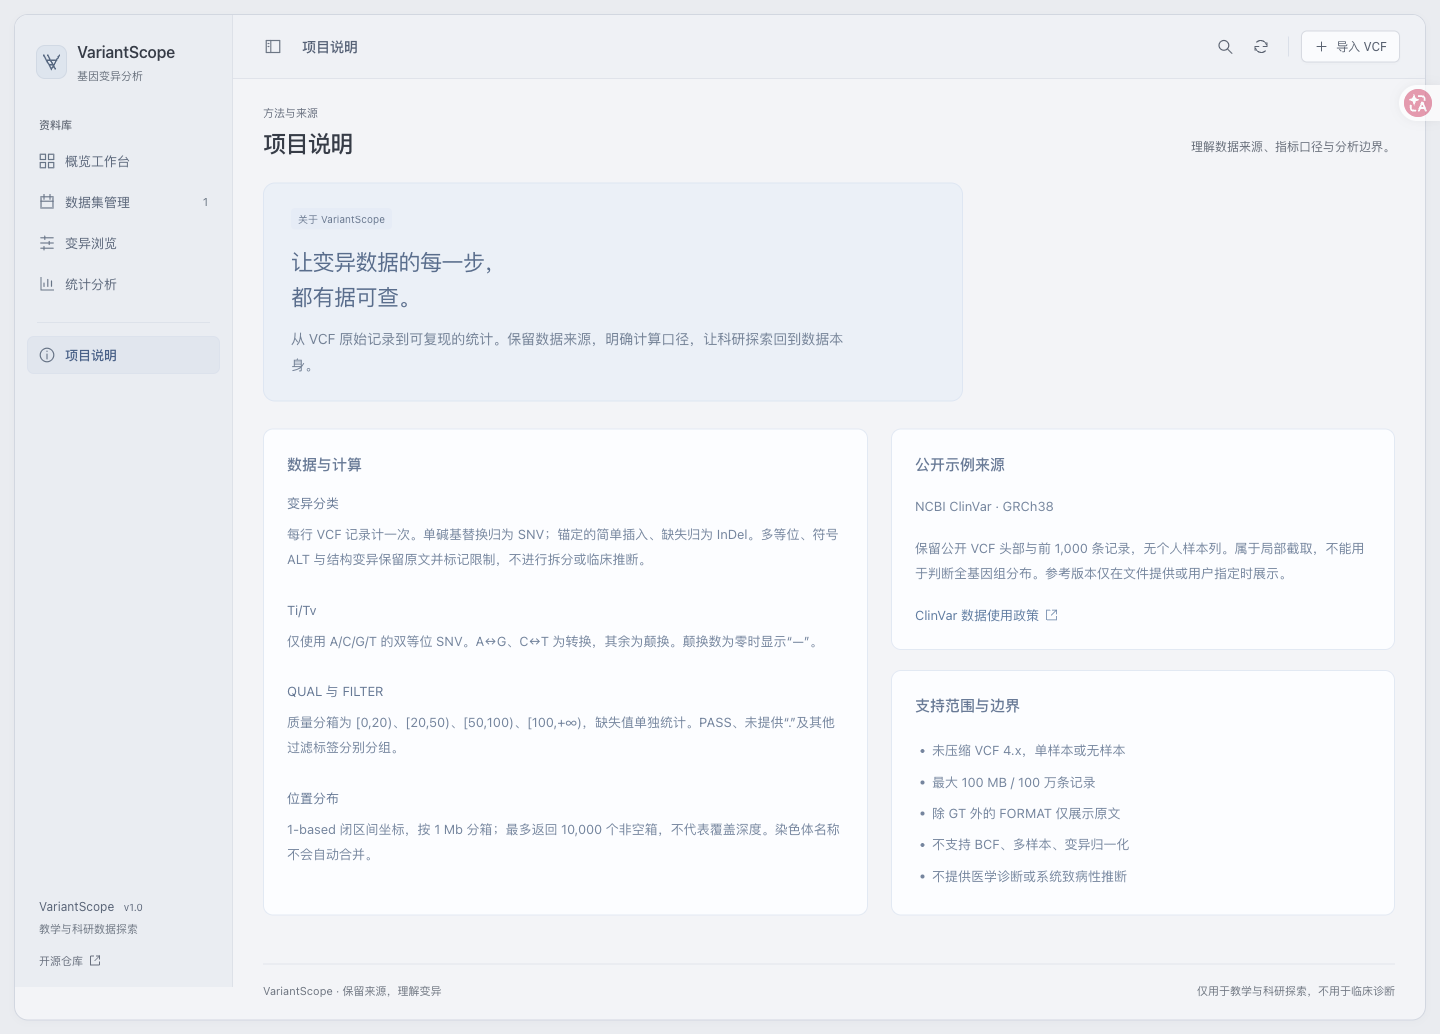 VariantScope
基因变异分析
资料库
概览工作台
数据集管理 1
变异浏览
统计分析
项目说明
VariantScope v1.0
教学与科研数据探索
开源仓库
项目说明
导入 VCF
方法与来源
项目说明
理解数据来源、指标口径与分析边界。
关于 VariantScope
让变异数据的每一步，
都有据可查。
从 VCF 原始记录到可复现的统计。保留数据来源，明确计算口径，让科研探索回到数据本
身。
数据与计算
变异分类
每行 VCF 记录计一次。单碱基替换归为 SNV；锚定的简单插入、缺失归为 InDel。多等位、符号
ALT 与结构变异保留原文并标记限制，不进行拆分或临床推断。
Ti/Tv
仅使用 A/C/G/T 的双等位 SNV。A↔G、C↔T 为转换，其余为颠换。颠换数为零时显示“—”。
QUAL 与 FILTER
质量分箱为 [0,20)、[20,50)、[50,100)、[100,+∞)，缺失值单独统计。PASS、未提供“.”及其他
过滤标签分别分组。
位置分布
1-based 闭区间坐标，按 1 Mb 分箱；最多返回 10,000 个非空箱，不代表覆盖深度。染色体名称
不会自动合并。
公开示例来源
NCBI ClinVar · GRCh38
保留公开 VCF 头部与前 1,000 条记录，无个人样本列。属于局部截取，不能用
于判断全基因组分布。参考版本仅在文件提供或用户指定时展示。
ClinVar 数据使用政策
支持范围与边界
• 未压缩 VCF 4.x，单样本或无样本
• 最大 100 MB / 100 万条记录
• 除 GT 外的 FORMAT 仅展示原文
• 不支持 BCF、多样本、变异归一化
• 不提供医学诊断或系统致病性推断
VariantScope · 保留来源，理解变异
仅用于教学与科研探索，不用于临床诊断